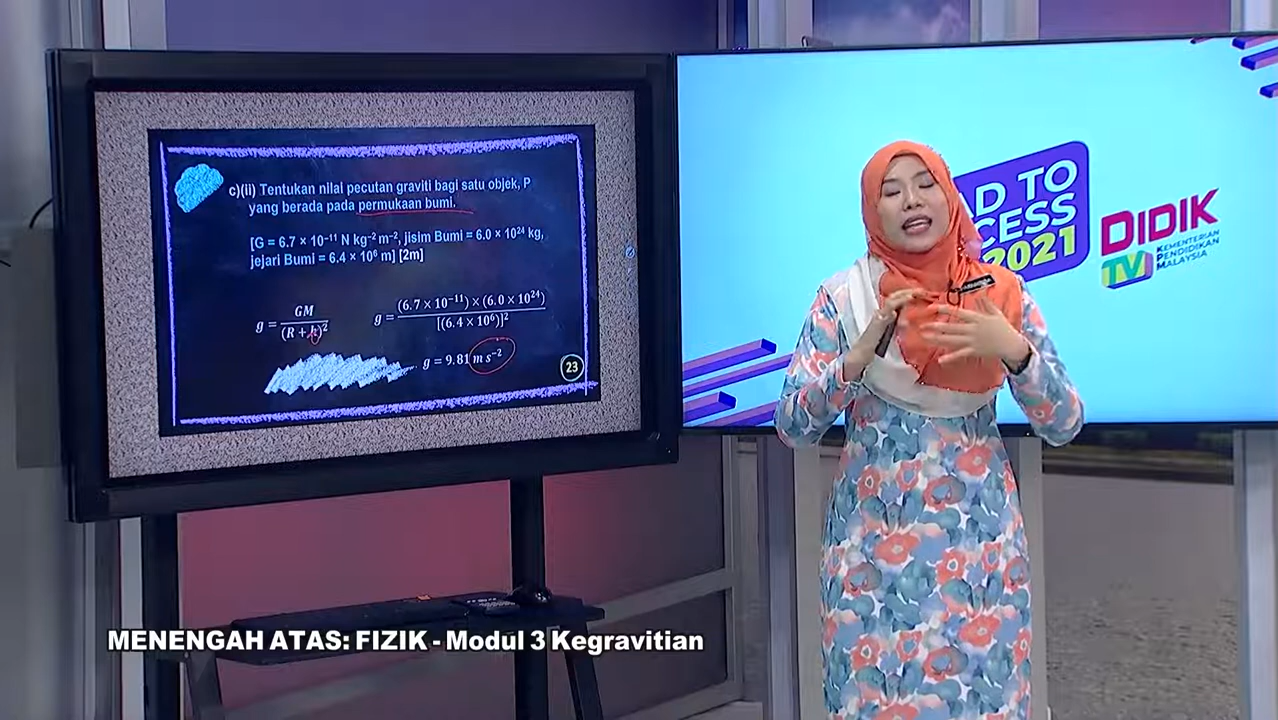 c)(ii) Tentukan nilai pecutan graviti bagi satu objek, P
yang berada pada permukaan bumi.
[G = 6.7 × 10⁻¹¹ N kg⁻² m⁻², jisim Bumi = 6.0 × 10²⁴ kg,
jejari Bumi = 6.4 × 10⁶ m] [2m]
g = GM / (R + h)²
g = (6.7 × 10⁻¹¹) × (6.0 × 10²⁴) / [(6.4 × 10⁶)]²
g = 9.81 m s⁻²
23
AD TO
CESS
2021
DIDIK
TV
KEMENTERIAN
PENDIDIKAN
MALAYSIA
MENENGAH ATAS: FIZIK - Modul 3 Kegravitian